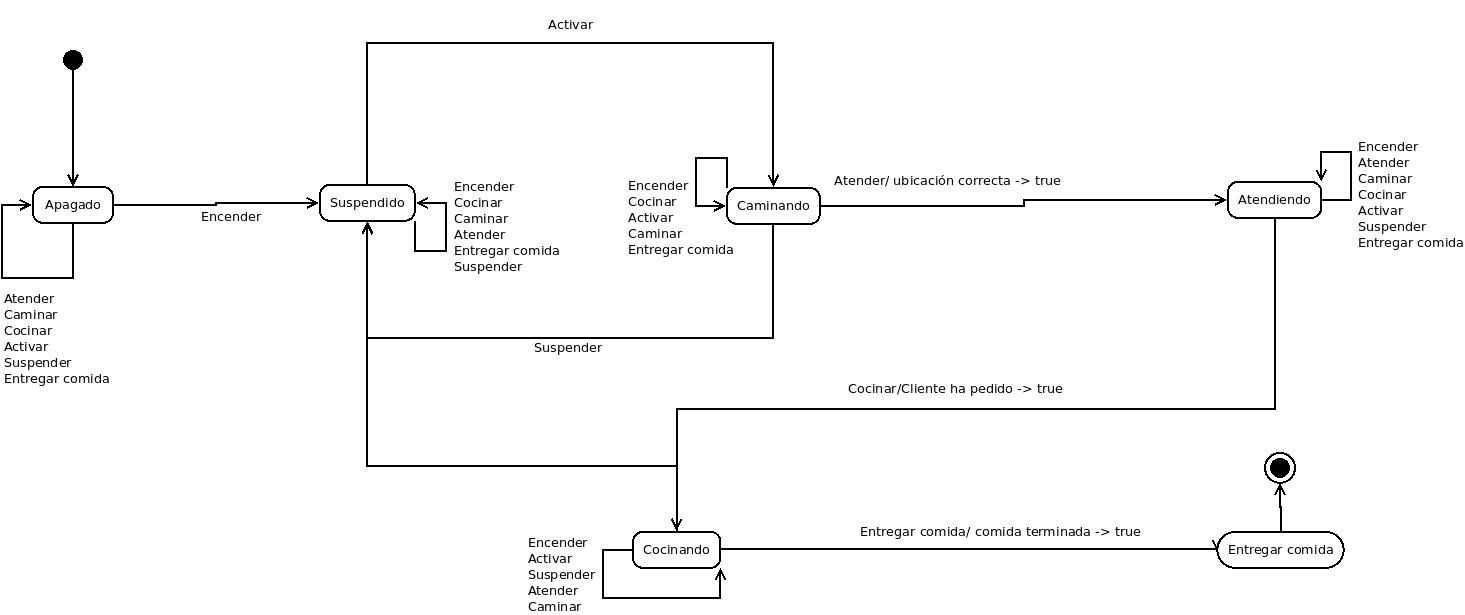 Activar
Apagado
Encender
Atender
Caminar
Cocinar
Activar
Suspender
Entregar comida
Suspendido
Encender
Cocinar
Caminar
Atender
Entregar comida
Suspender
Encender
Cocinar
Activar
Caminar
Entregar comida
Caminando
Atender/ ubicación correcta -> true
Atendiendo
Encender
Atender
Caminar
Cocinar
Activar
Suspender
Entregar comida
Suspender
Cocinar/Cliente ha pedido -> true
Encender
Activar
Suspender
Atender
Caminar
Cocinando
Entregar comida/ comida terminada -> true
Entregar comida